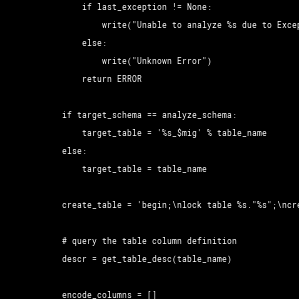 if last_exception != None:
write("Unable to analyze %s due to Excep
else:
write("Unknown Error")
return ERROR
if target_schema == analyze_schema:
target_table = '%s_$mig' % table_name
else:
target_table = table_name
create_table = 'begin;\nlock table %s."%s";\ncre
# query the table column definition
descr = get_table_desc(table_name)
encode_columns = []